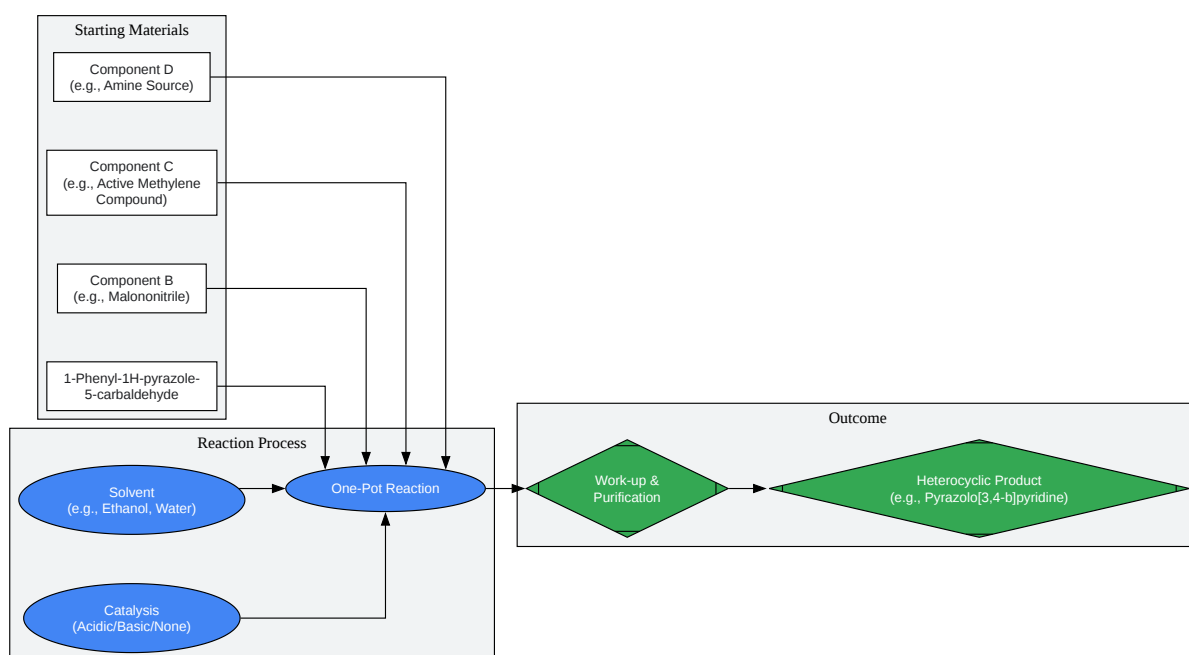 Starting Materials
Component D
(e.g., Amine Source)
Component C
(e.g., Active Methylene
Compound)
Component B
(e.g., Malononitrile)
1-Phenyl-1H-pyrazole-
5-carbaldehyde
Reaction Process
Solvent
(e.g., Ethanol, Water)
One-Pot Reaction
Catalysis
(Acidic/Basic/None)
Outcome
Work-up &
Purification
Heterocyclic Product
(e.g., Pyrazolo[3,4-b]pyridine)